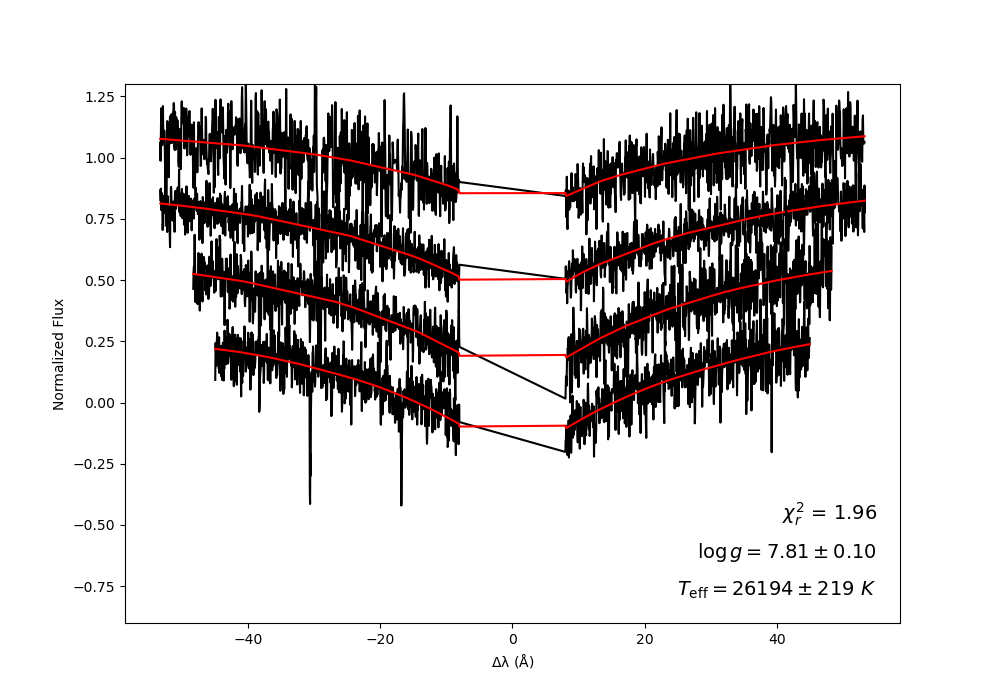 1.25
1.00
0.75
0.50
0.25
0.00
−0.25
−0.50
−0.75
Normalized Flux
−40
−20
0
20
40
Δλ (Å)
χ²ᵣ = 1.96
log g = 7.81 ± 0.10
T_eff = 26194 ± 219 K